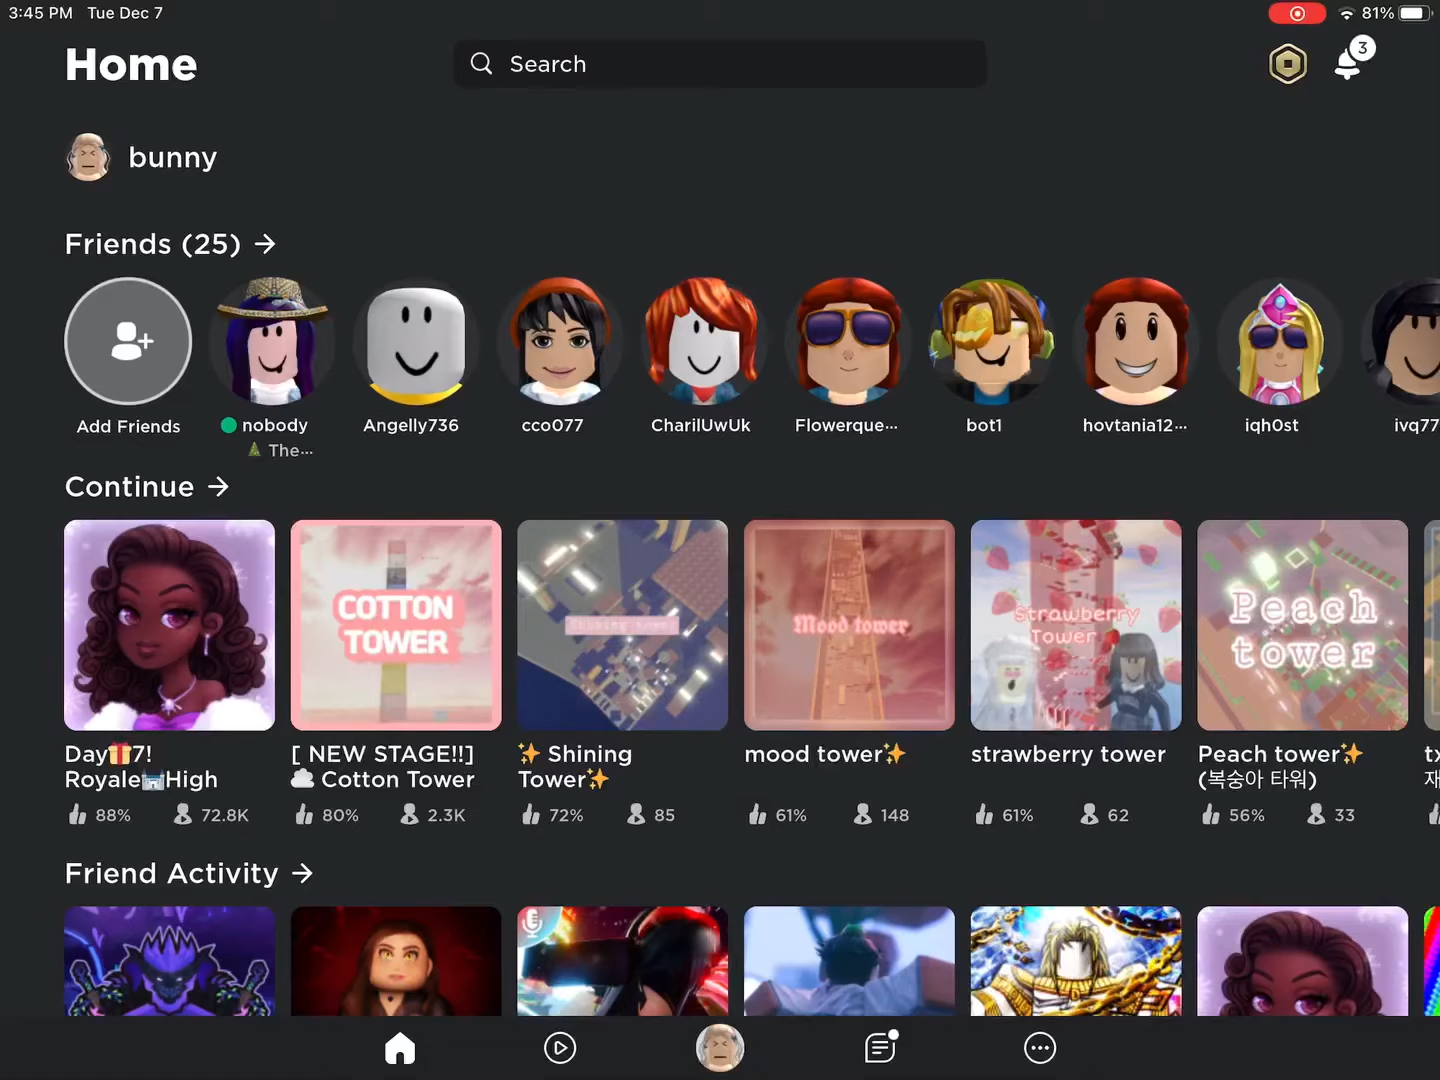 3:45 PM Tue Dec 7
81%
Home
Search
3
bunny
Friends (25) →
Add Friends
nobody
🎄 The...
Angelly736
cco077
CharilUwUk
Flowerque...
bot1
hovtania12...
iqh0st
ivq77
Continue →
COTTON
TOWER
Shining tower
Mood tower
Strawberry
Tower
Peach
tower
Day🎁7!
Royale🏰High
[ NEW STAGE!!]
☁️ Cotton Tower
✨ Shining
Tower✨
mood tower✨
strawberry tower
Peach tower✨
(복숭아 타워)
88% 72.8K
80% 2.3K
72% 85
61% 148
61% 62
56% 33
Friend Activity →